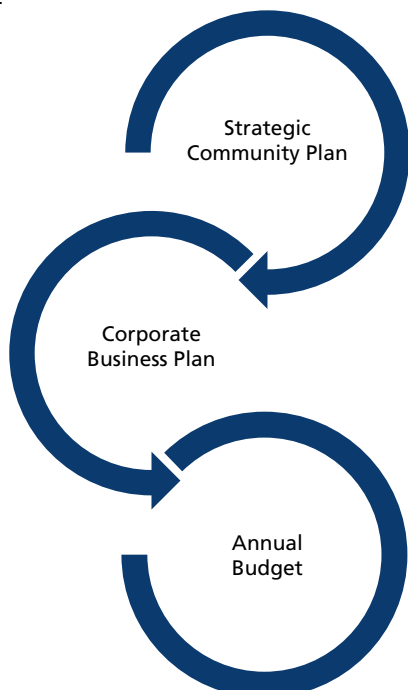 Strategic
Community Plan
Corporate
Business Plan
Annual
Budget